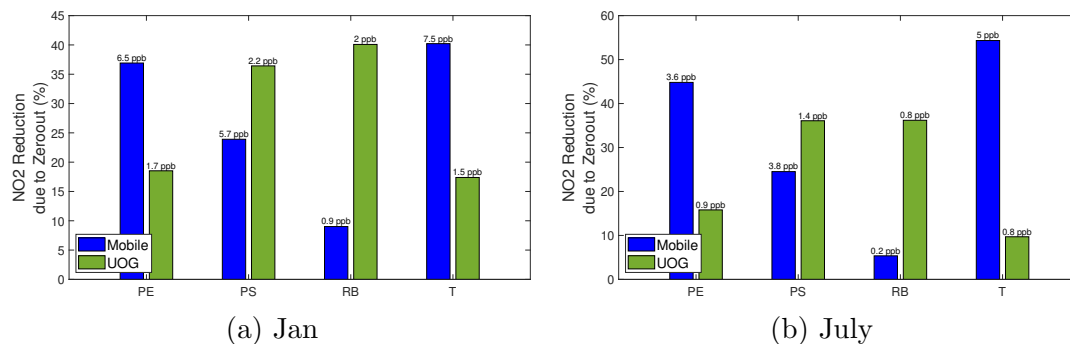 NO2 Reduction
due to Zeroout (%)
45
40
35
30
25
20
15
10
5
0
6.5 ppb
1.7 ppb
5.7 ppb
2.2 ppb
0.9 ppb
2 ppb
7.5 ppb
1.5 ppb
Mobile
UOG
PE PS RB T
(a) Jan
NO2 Reduction
due to Zeroout (%)
60
50
40
30
20
10
0
3.6 ppb
0.9 ppb
3.8 ppb
1.4 ppb
0.2 ppb
0.8 ppb
5 ppb
0.8 ppb
Mobile
UOG
PE PS RB T
(b) July